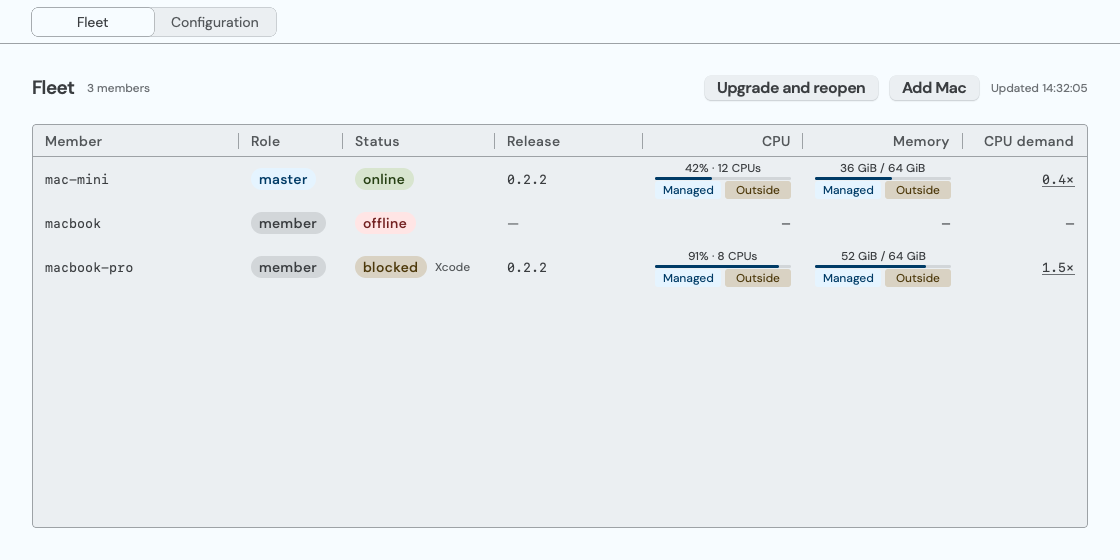 Fleet Configuration
Fleet 3 members Upgrade and reopen Add Mac Updated 14:32:05
Member Role Status Release CPU Memory CPU demand
mac-mini master online 0.2.2 42% · 12 CPUs 36 GiB / 64 GiB 0.4×
Managed Outside Managed Outside
macbook member offline — — — —
macbook-pro member blocked Xcode 0.2.2 91% · 8 CPUs 52 GiB / 64 GiB 1.5×
Managed Outside Managed Outside